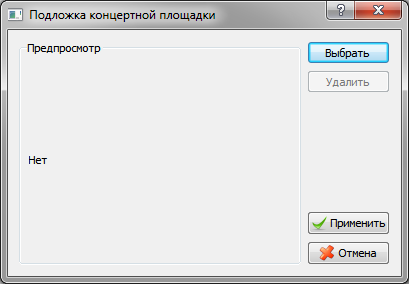 Подложка концертной площадки
Предпросмотр
Выбрать
Удалить
Нет
Применить
Отмена